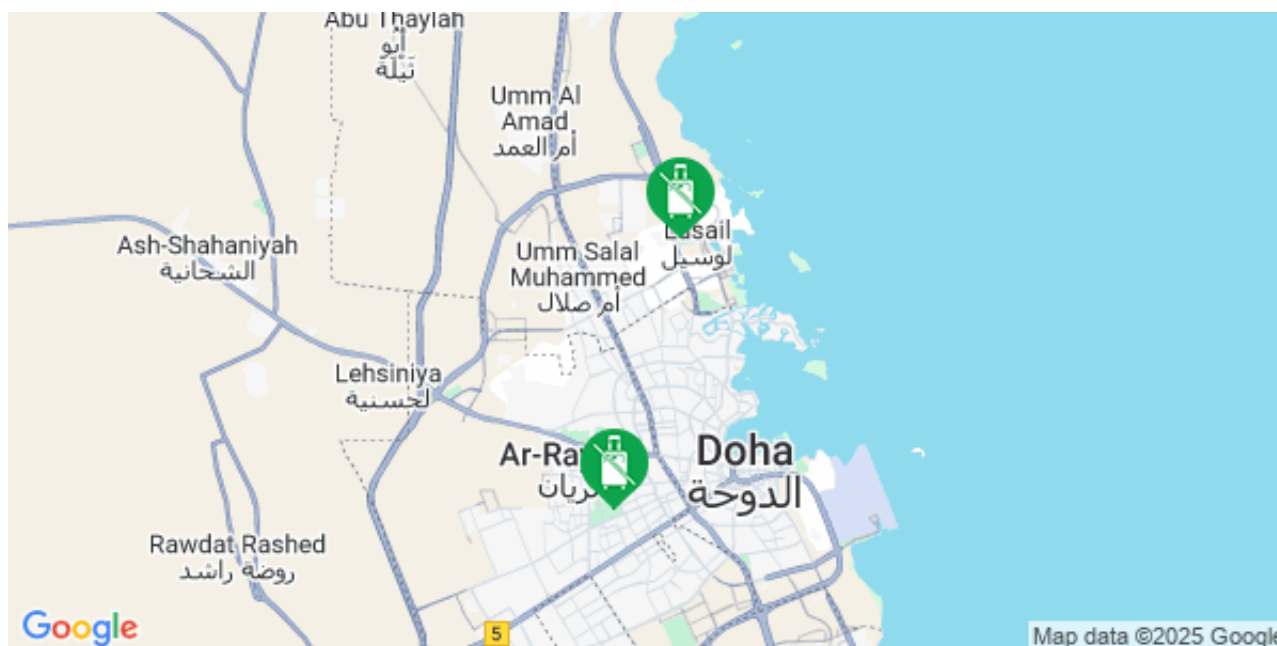 Abu Thaylah
أبو
ثَيْلَة
Umm Al
Amad
أم العمد
Lusail
لوسيل
Ash-Shahaniyah
الشحانية
Umm Salal
Muhammed
أم صلال
Lehsiniya
لحسنية
Doha
الدوحة
Rawdat Rashed
روضة راشد
5
Google
Map data ©2025 Google